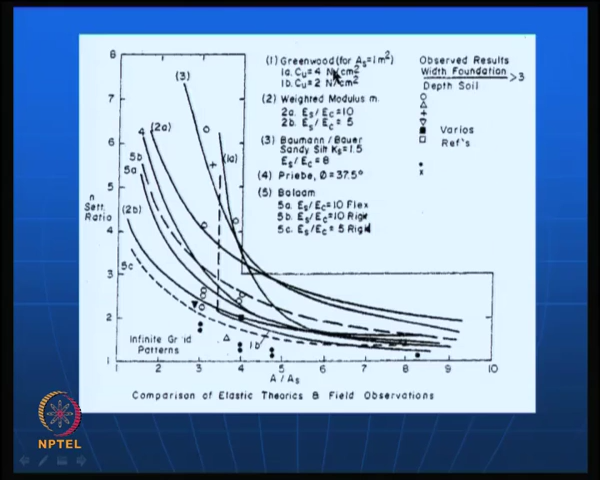 8
7
6
5
4
3
2
1
n
Sett.
Ratio
(3)
(2a)
(1a)
5b
5a
(2b)
5c
1b
Infinite Grid
Patterns
1 2 3 4 5 6 7 8 9 10
A/As
(1) Greenwood (for As=1m²)
1a. Cu=4 N/cm²
1b. Cu=2 N/cm²
(2) Weighted Modulus m.
2a. Es/Ec=10
2b. Es/Ec=5
(3) Baumann/Bauer
Sandy Silt Ks=1.5
Es/Ec=8
(4) Priebe, Ø=37.5°
(5) Balaam
5a. Es/Ec=10 Flex
5b. Es/Ec=10 Rigid
5c. Es/Ec=5 Rigid
Observed Results
Width Foundation >3
Depth Soil
Varios
Ref's
Comparison of Elastic Theories & Field Observations
NPTEL